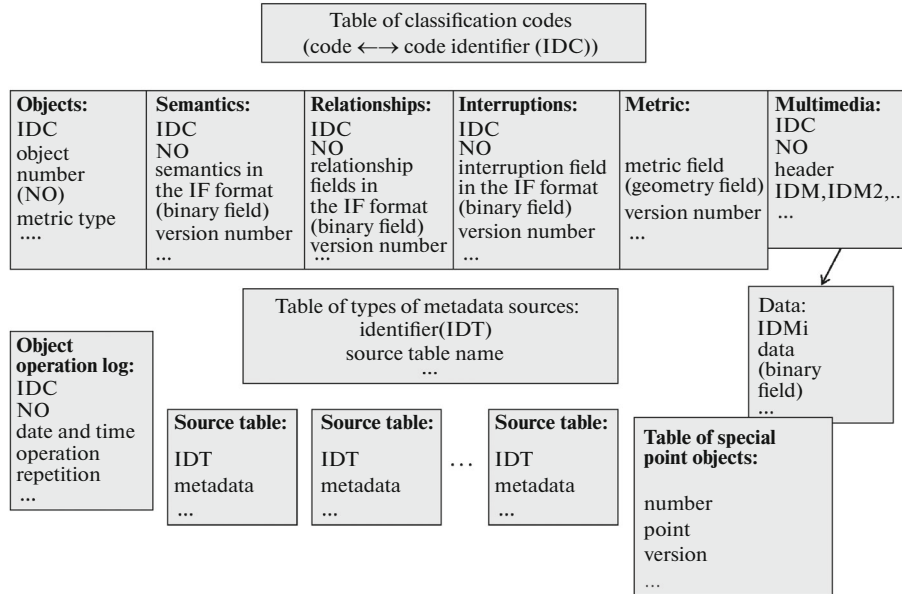 Table of classification codes
(code ←→ code identifier (IDC))
Objects:
IDC
object
number
(NO)
metric type
....
Semantics:
IDC
NO
semantics in
the IF format
(binary field)
version number
...
Relationships:
IDC
NO
relationship
fields in
the IF format
(binary field)
version number
...
Interruptions:
IDC
NO
interruption field
in the IF format
(binary field)
version number
...
Metric:
metric field
(geometry field)
version number
...
Multimedia:
IDC
NO
header
IDM,IDM2,...
...
Table of types of metadata sources:
identifier(IDT)
source table name
...
Data:
IDMi
data
(binary
field)
...
Object
operation log:
IDC
NO
date and time
operation
repetition
...
Source table:
IDT
metadata
...
Source table:
IDT
metadata
...
...
Source table:
IDT
metadata
...
Table of special
point objects:
number
point
version
...